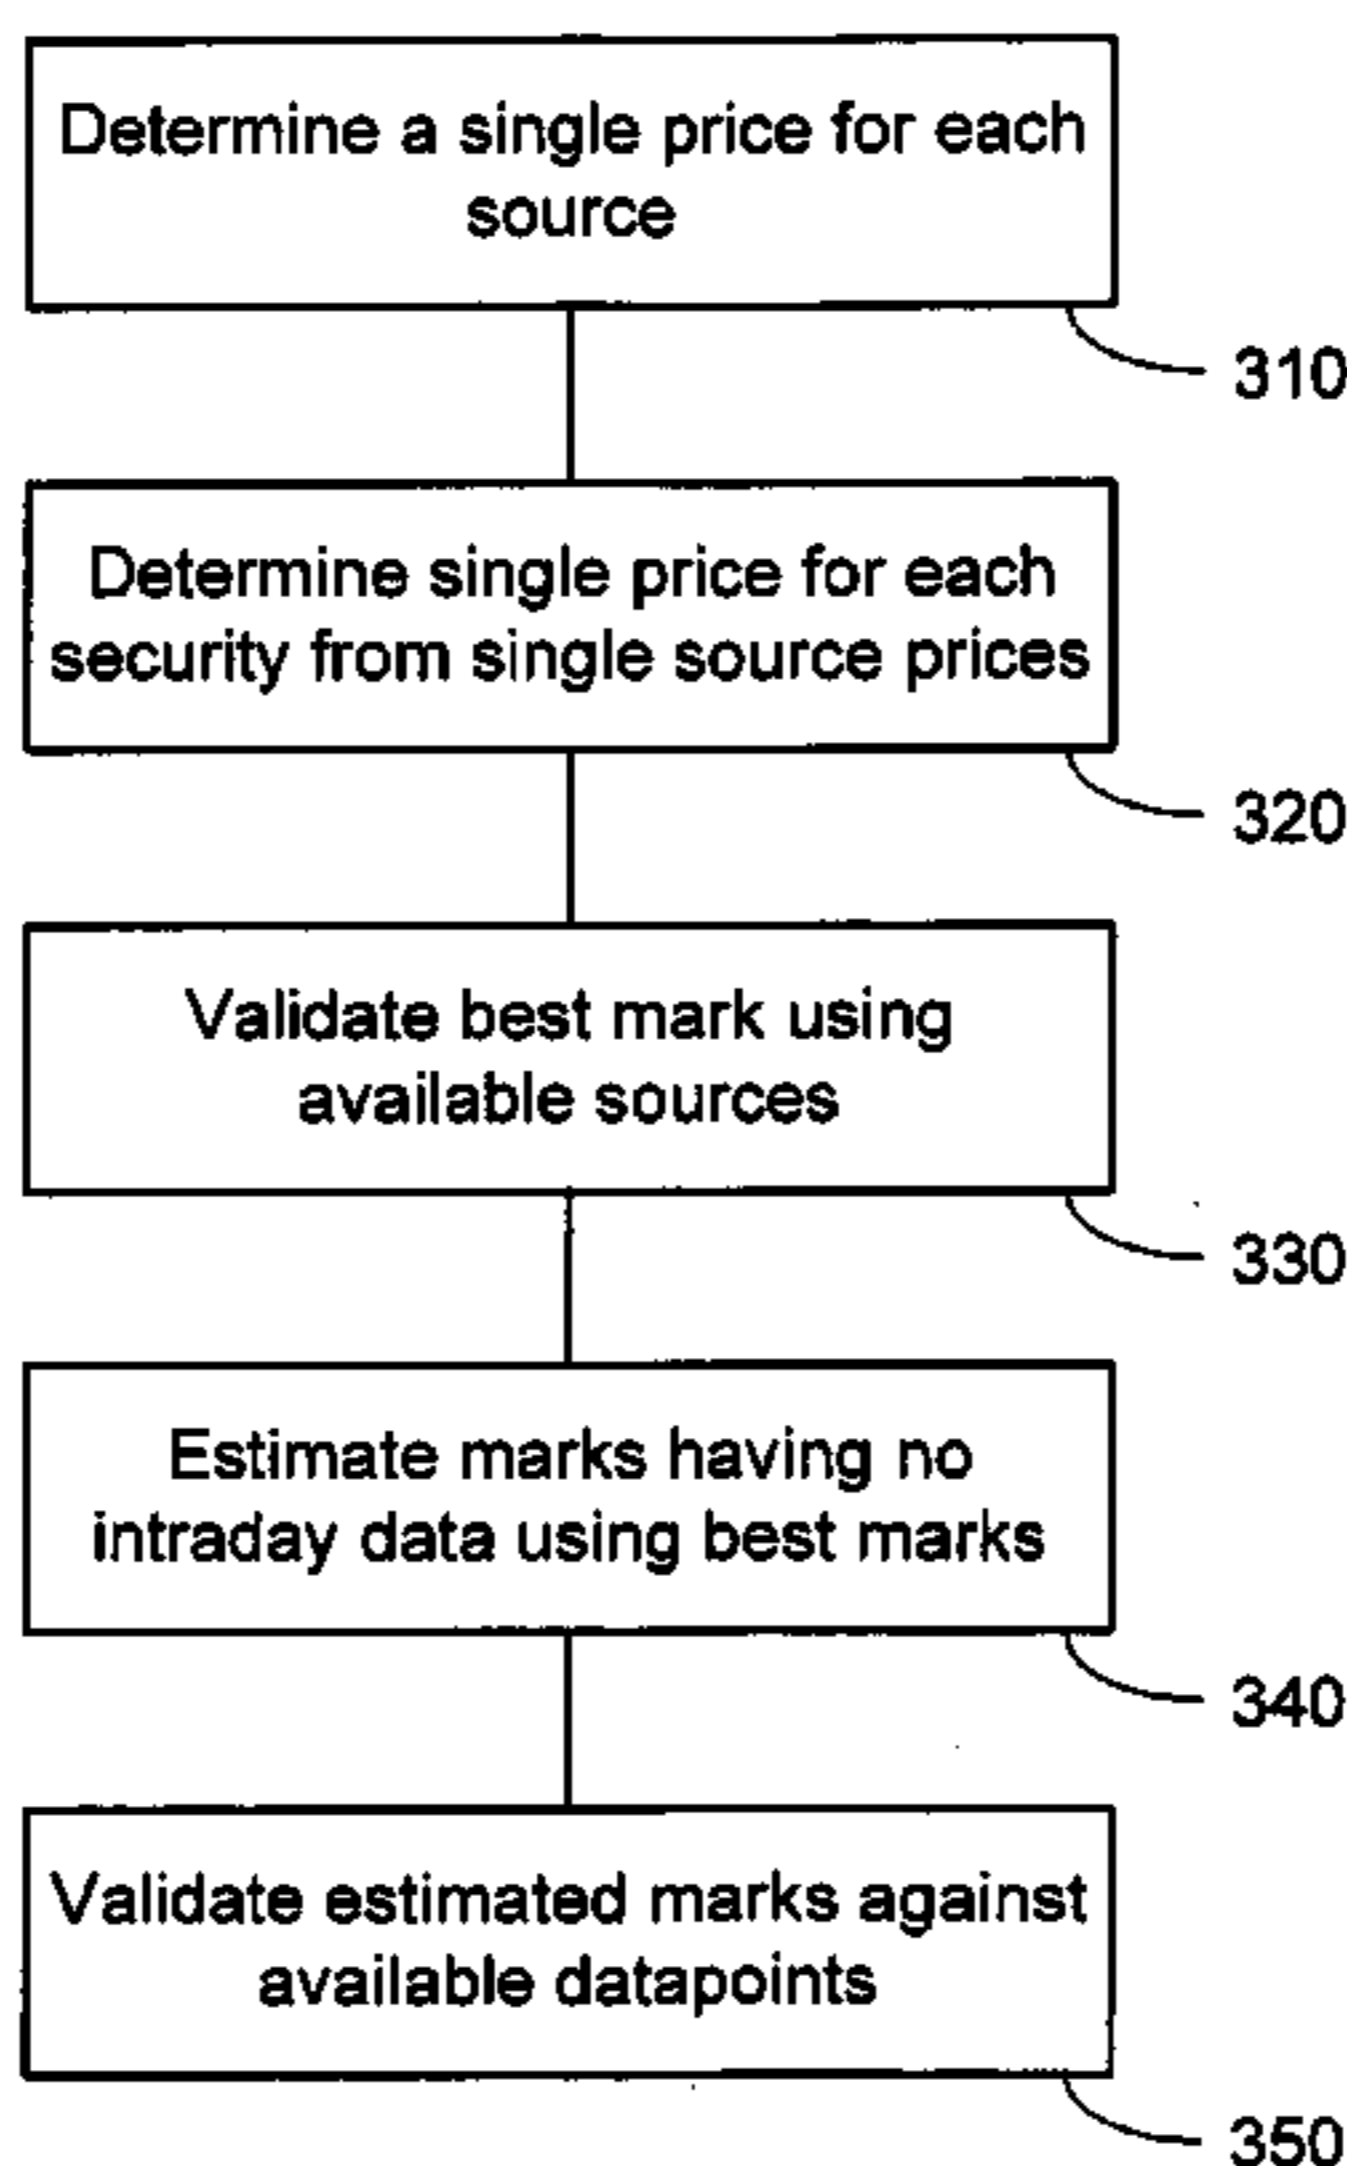 Determine a single price for each
source
310
Determine single price for each
security from single source prices
320
Validate best mark using
available sources
330
Estimate marks having no
intraday data using best marks
340
Validate estimated marks against
available datapoints
350